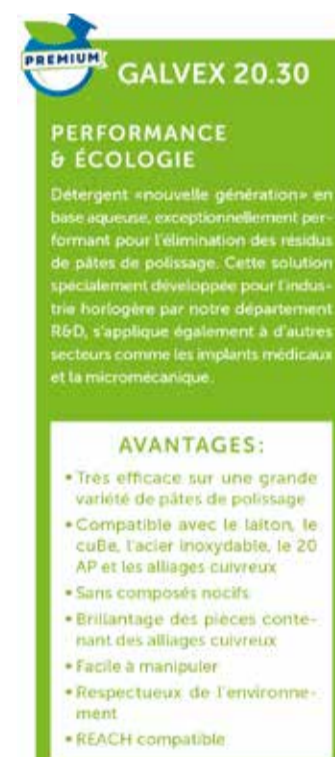 PREMIUM
GALVEX 20.30
PERFORMANCE
& ÉCOLOGIE
Détergent «nouvelle génération» en
base aqueuse, exceptionnellement per-
formant pour l'élimination des résidus
de pâtes de polissage. Cette solution
spécialement développée pour l'indus-
trie horlogère par notre département
R&D, s'applique également à d'autres
secteurs comme les implants médicaux
et la micromécanique.
AVANTAGES:
• Très efficace sur une grande
variété de pâtes de polissage
• Compatible avec le laiton, le
cuBe, l'acier inoxydable, le 20
AP et les alliages cuivreux
• Sans composés nocifs
• Brillantage des pièces conte-
nant des alliages cuivreux
• Facile à manipuler
• Respectueux de l'environne-
ment
• REACH compatible